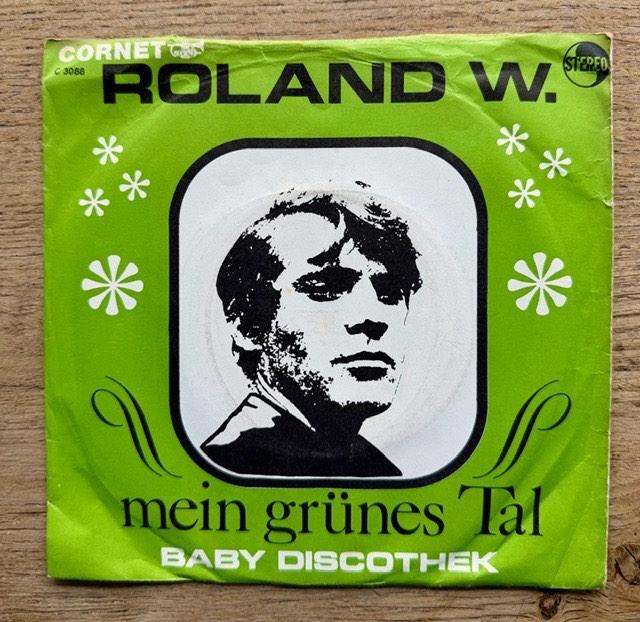 CORNET
C 3088
STEREO
ROLAND W.
mein grünes Tal
BABY DISCOTHEK